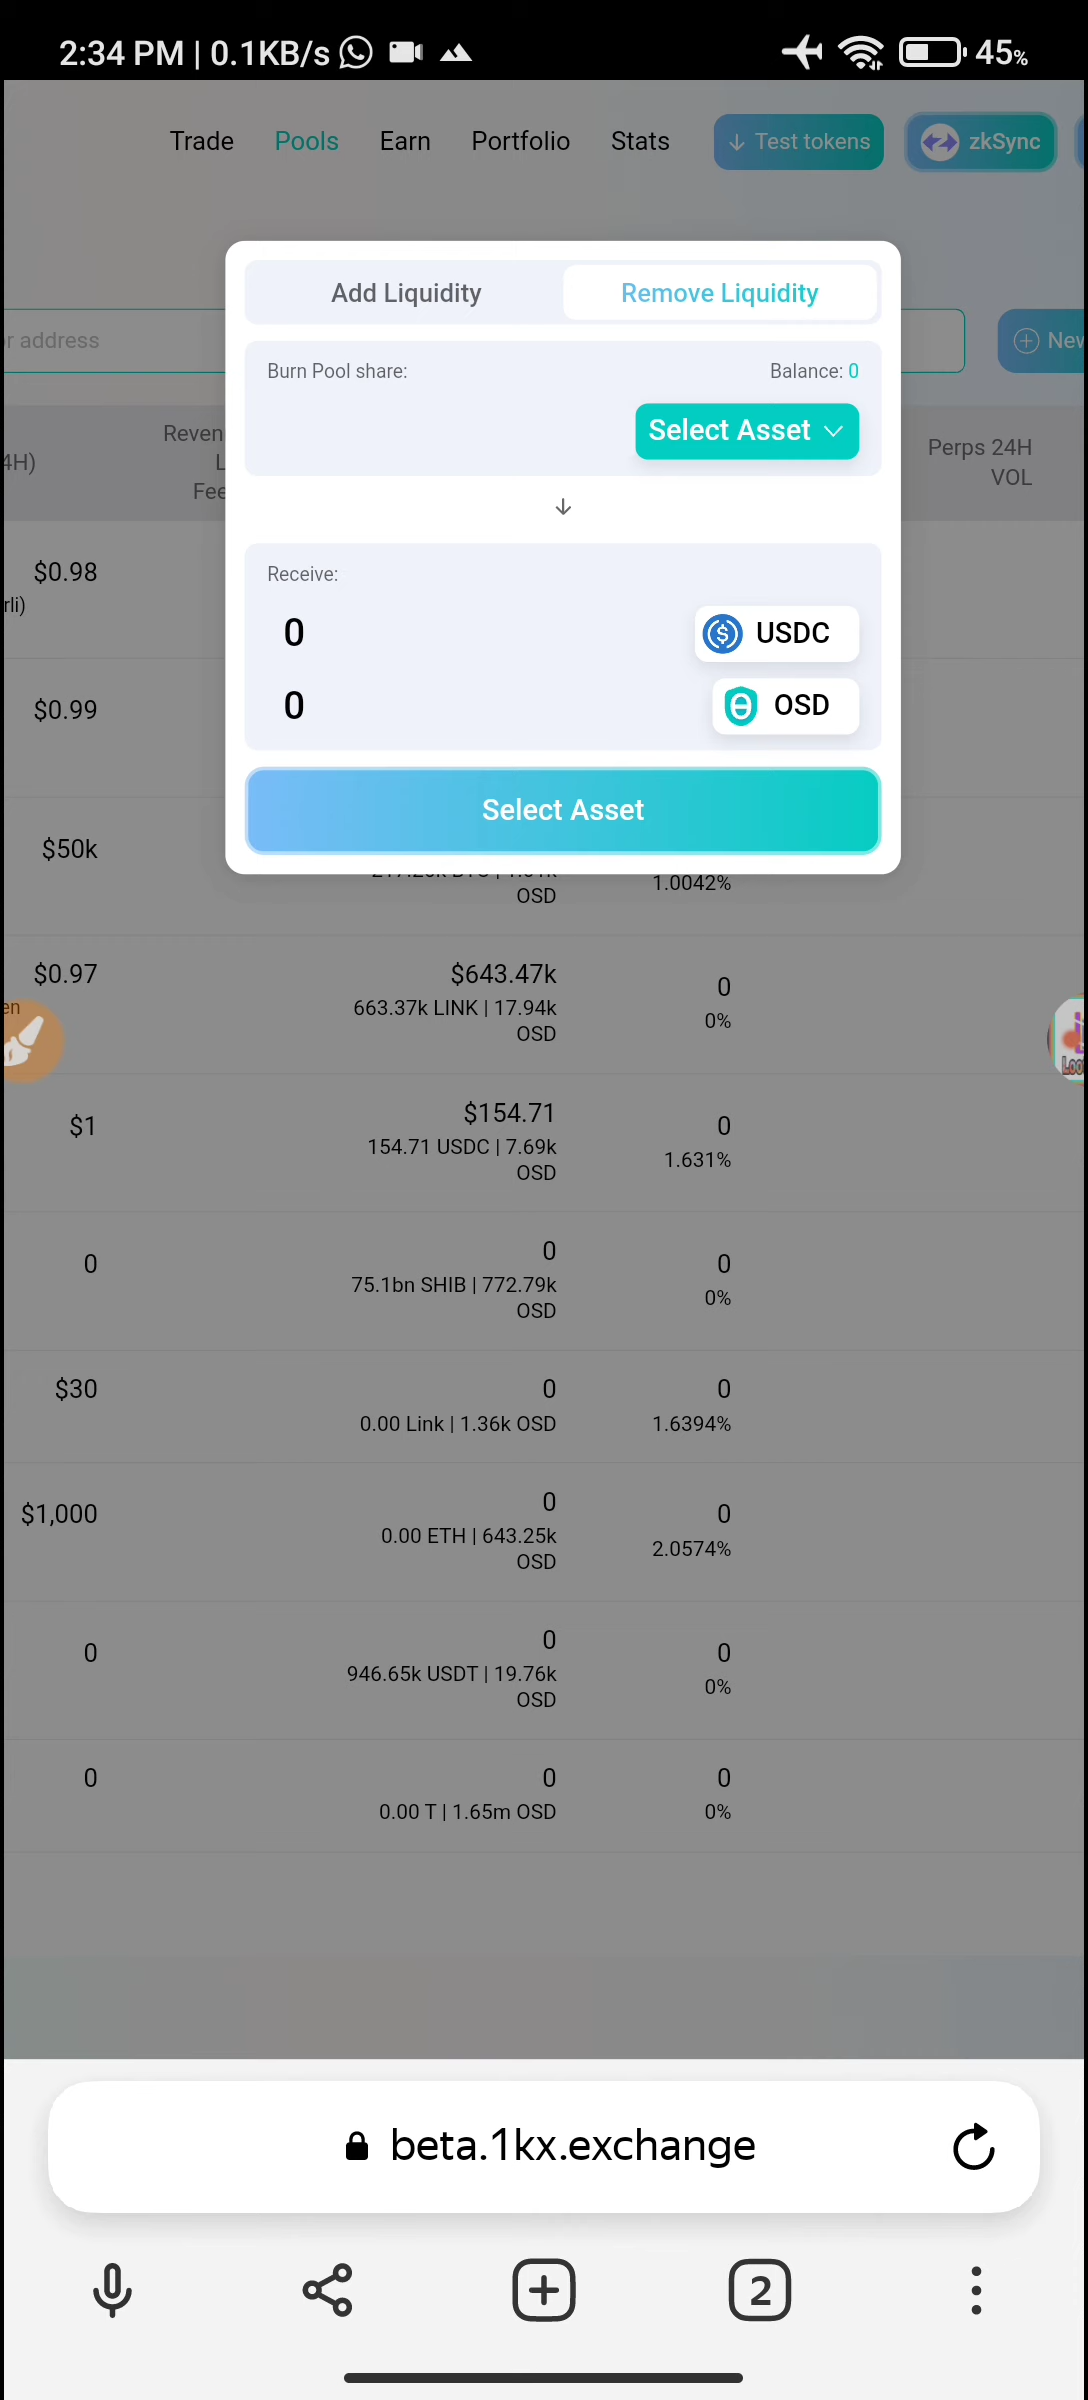 2:34 PM | 0.1KB/s 45%
Trade Pools Earn Portfolio Stats Test tokens zkSync
Add Liquidity Remove Liquidity
or address New
Burn Pool share: Balance: 0
Select Asset
Reven
4H) L
Fee
Perps 24H
VOL
Receive:
$0.98
rli)
0 USDC
0 OSD
$0.99
Select Asset
$50k
OSD 1.0042%
$0.97 $643.47k 0
en 663.37k LINK | 17.94k 0%
OSD
$1 $154.71 0
154.71 USDC | 7.69k 1.631%
OSD
0 0 0
75.1bn SHIB | 772.79k 0%
OSD
$30 0 0
0.00 Link | 1.36k OSD 1.6394%
$1,000 0 0
0.00 ETH | 643.25k 2.0574%
OSD
0 0 0
946.65k USDT | 19.76k 0%
OSD
0 0 0
0.00 T | 1.65m OSD 0%
beta.1kx.exchange
2